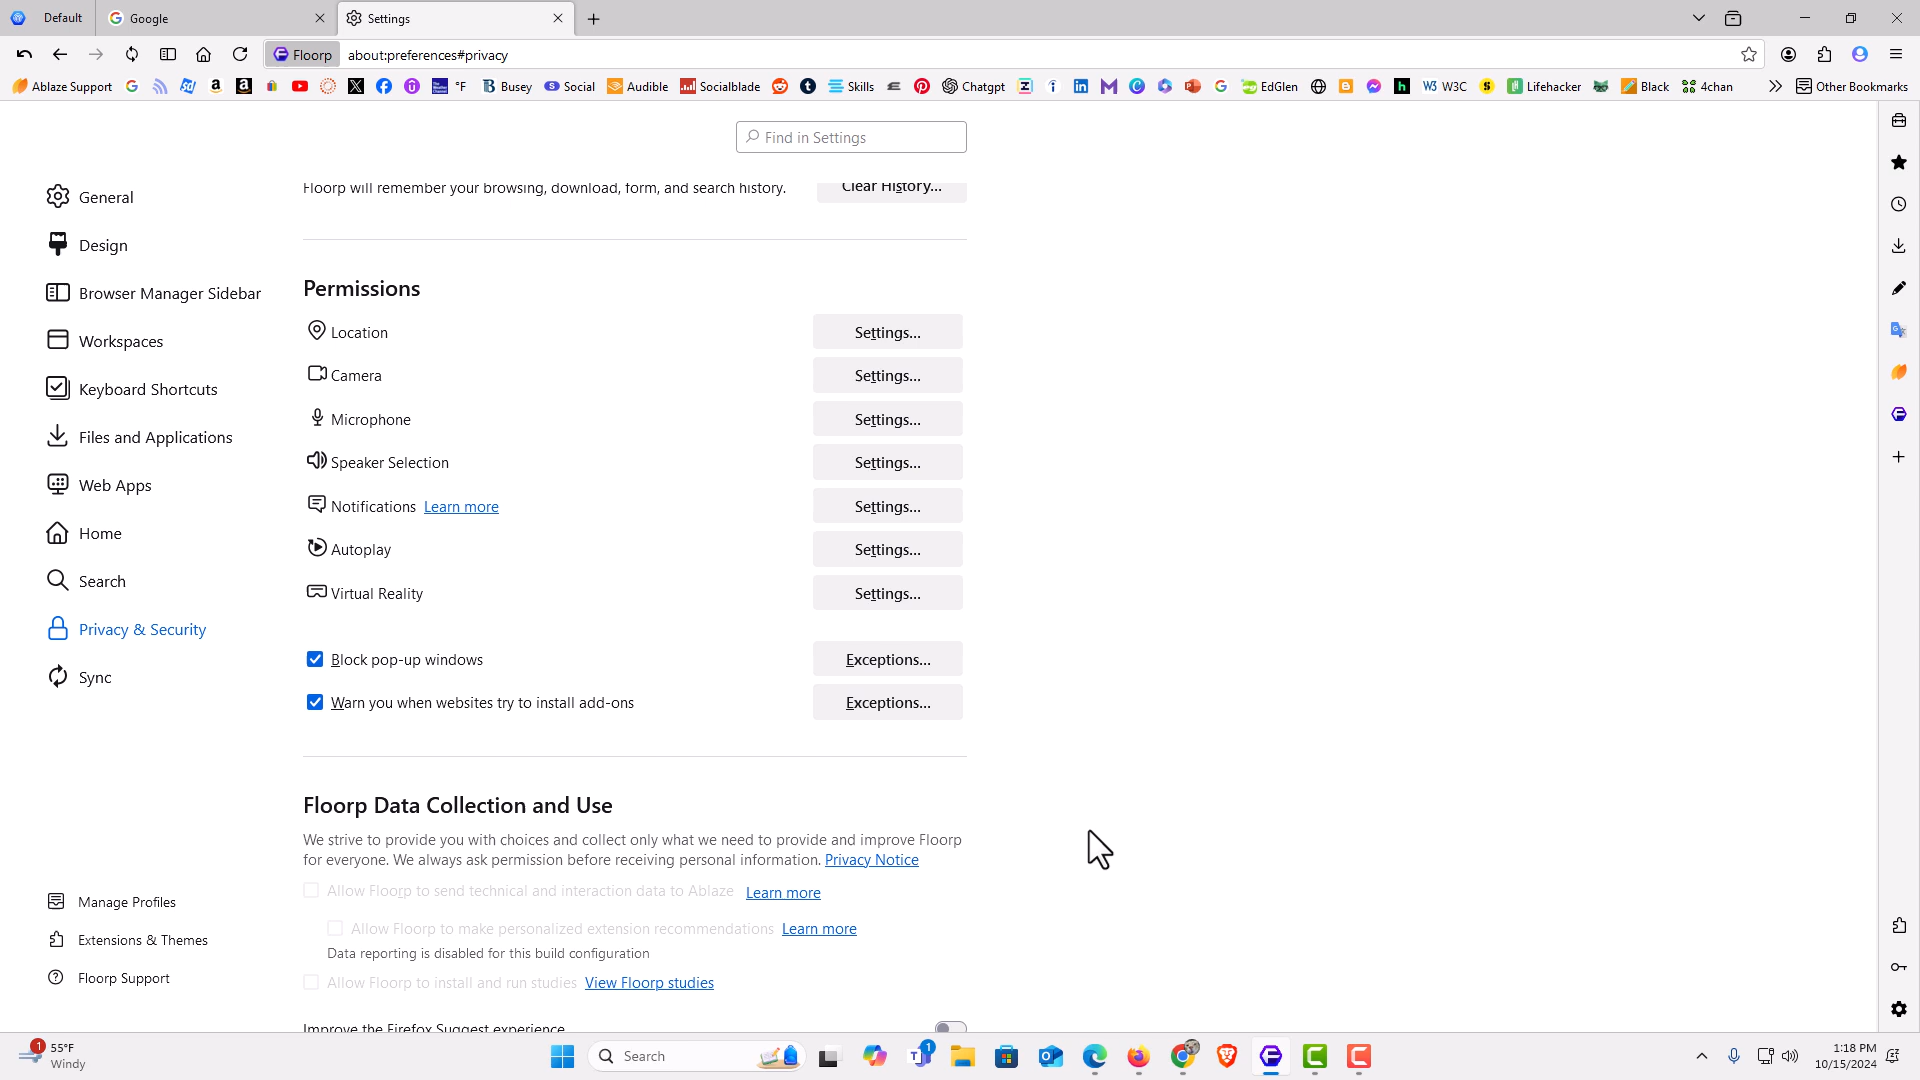 Default
Google
Settings
Floorp
about:preferences#privacy
Ablaze Support
°F
Busey
Social
Audible
Socialblade
Skills
Chatgpt
EdGlen
W3C
Lifehacker
Black
4chan
Other Bookmarks
Find in Settings
General
Design
Browser Manager Sidebar
Workspaces
Keyboard Shortcuts
Files and Applications
Web Apps
Home
Search
Privacy & Security
Sync
Manage Profiles
Extensions & Themes
Floorp Support
Floorp will remember your browsing, download, form, and search history.
Clear History...
Permissions
Location
Settings...
Camera
Settings...
Microphone
Settings...
Speaker Selection
Settings...
Notifications Learn more
Settings...
Autoplay
Settings...
Virtual Reality
Settings...
Block pop-up windows
Exceptions...
Warn you when websites try to install add-ons
Exceptions...
Floorp Data Collection and Use
We strive to provide you with choices and collect only what we need to provide and improve Floorp
for everyone. We always ask permission before receiving personal information. Privacy Notice
Allow Floorp to send technical and interaction data to Ablaze Learn more
Allow Floorp to make personalized extension recommendations Learn more
Data reporting is disabled for this build configuration
Allow Floorp to install and run studies View Floorp studies
Improve the Firefox Suggest experience
1
55°F
Windy
Search
1
1:18 PM
10/15/2024